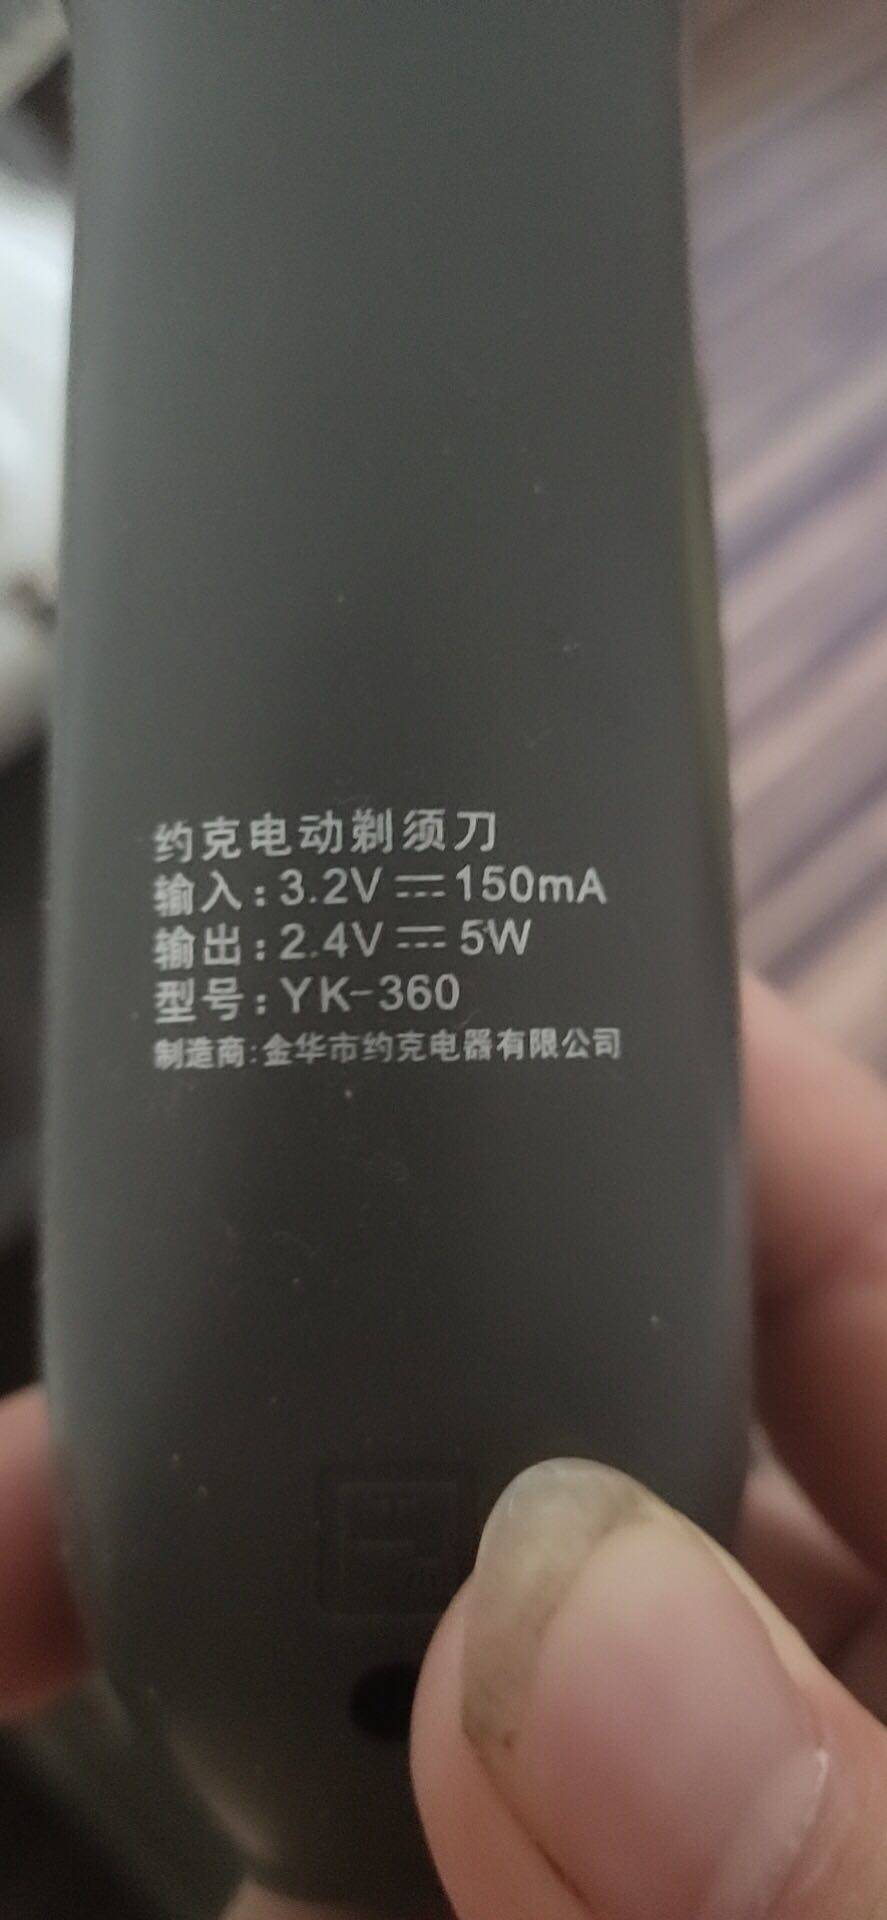 约克电动剃须刀
输入:3.2V⎓150mA
输出:2.4V⎓5W
型号:YK-360
制造商:金华市约克电器有限公司